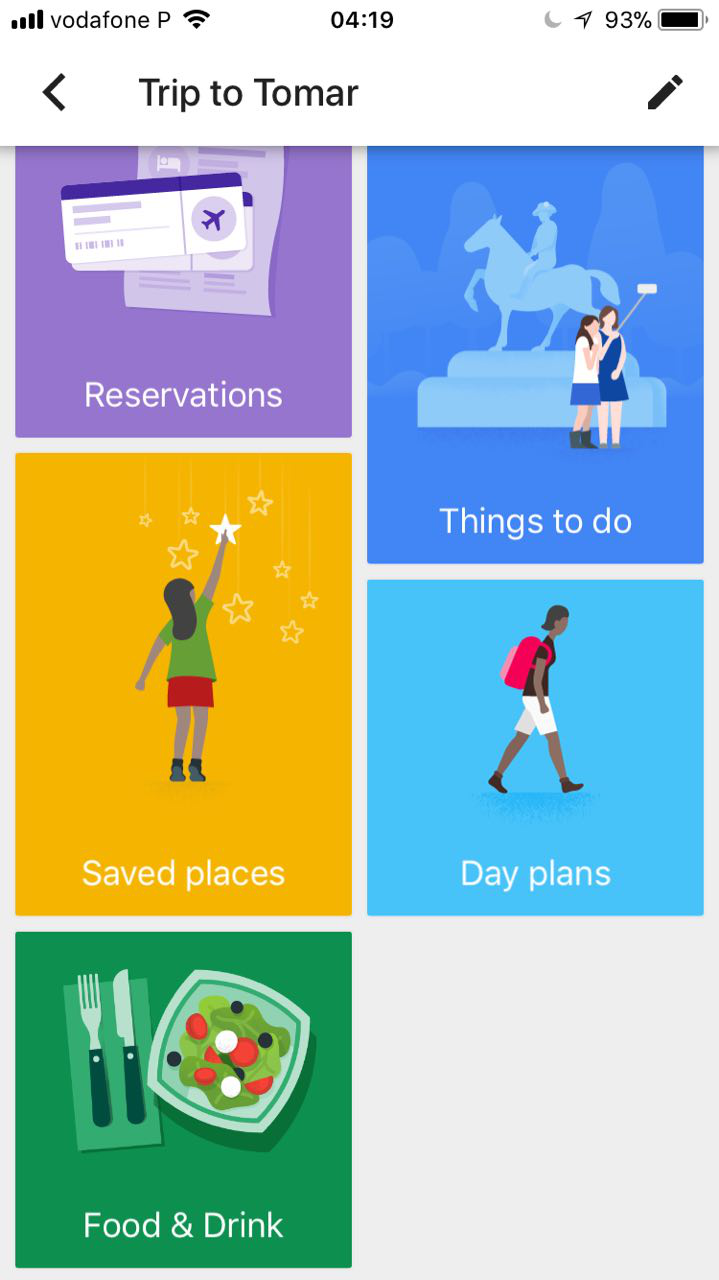 vodafone P 04:19 93%
Trip to Tomar
Reservations
Things to do
Saved places
Day plans
Food & Drink